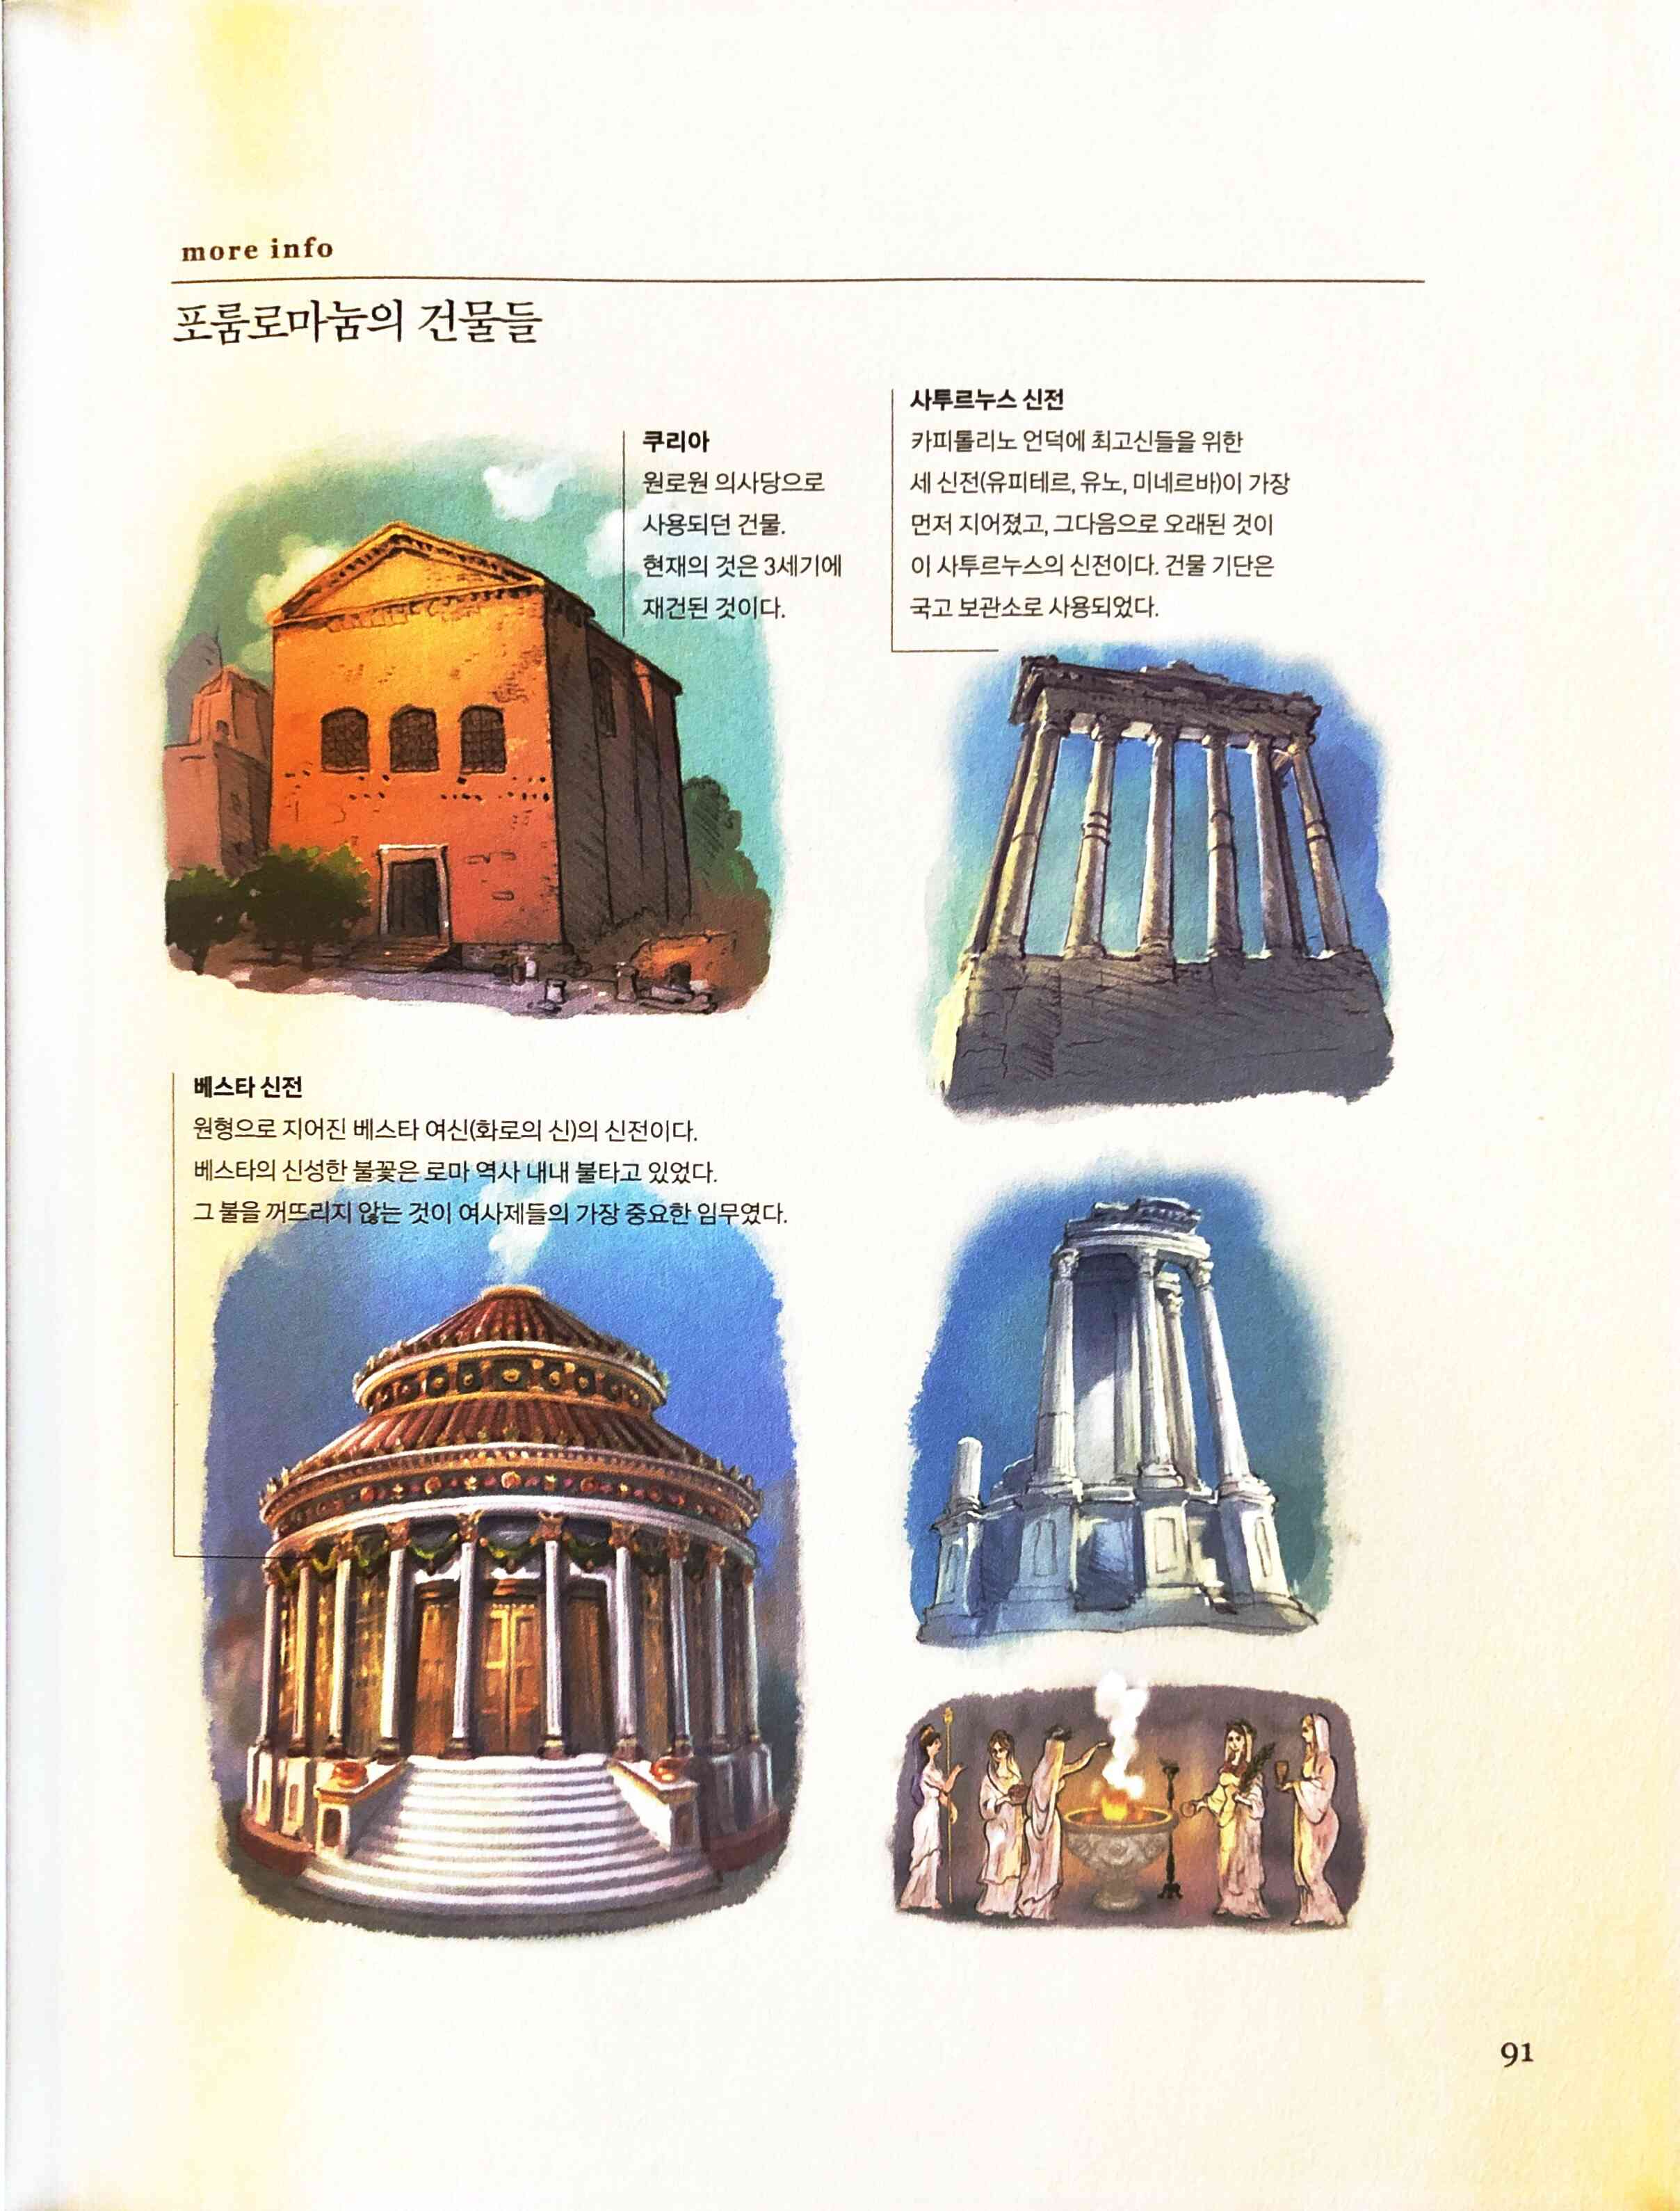 more info
포룸로마눔의 건물들
쿠리아
원로원 의사당으로
사용되던 건물.
현재의 것은 3세기에
재건된 것이다.
사투르누스 신전
카피톨리노 언덕에 최고신들을 위한
세 신전(유피테르, 유노, 미네르바)이 가장
먼저 지어졌고, 그다음으로 오래된 것이
이 사투르누스의 신전이다. 건물 기단은
국고 보관소로 사용되었다.
베스타 신전
원형으로 지어진 베스타 여신(화로의 신)의 신전이다.
베스타의 신성한 불꽃은 로마 역사 내내 불타고 있었다.
그 불을 꺼뜨리지 않는 것이 여사제들의 가장 중요한 임무였다.
91